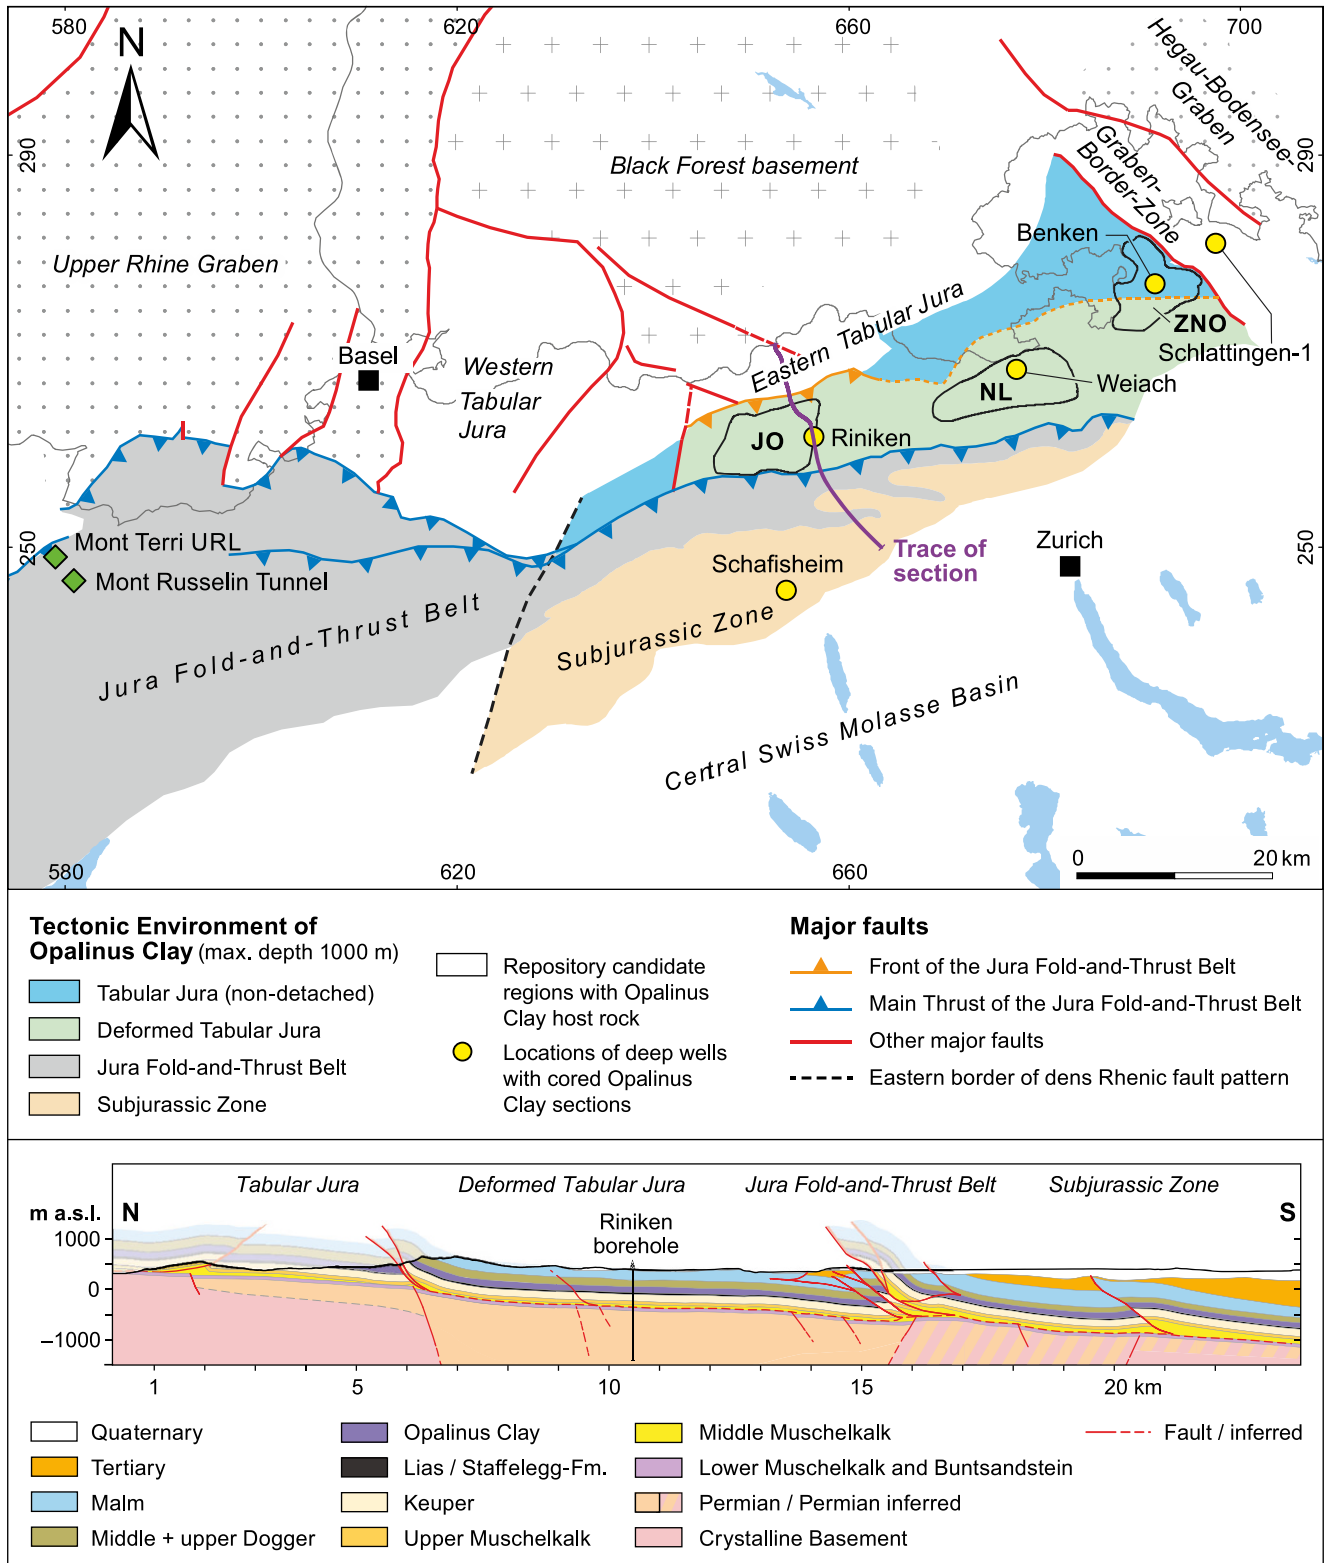 580
620
660
700
N
Hegau-Bodensee-
Graben
290
290
Graben-
Border-Zone
Black Forest basement
Benken
Upper Rhine Graben
Eastern Tabular Jura
ZNO
Schlattingen-1
Basel
Western
Tabular
Jura
NL
Weiach
JO
Riniken
250
250
Mont Terri URL
Mont Russelin Tunnel
Trace of
section
Zurich
Schafisheim
Jura Fold-and-Thrust Belt
Subjurassic Zone
Central Swiss Molasse Basin
580
620
660
0
20 km
Tectonic Environment of
Opalinus Clay (max. depth 1000 m)
Tabular Jura (non-detached)
Deformed Tabular Jura
Jura Fold-and-Thrust Belt
Subjurassic Zone
Repository candidate
regions with Opalinus
Clay host rock
Locations of deep wells
with cored Opalinus
Clay sections
Major faults
Front of the Jura Fold-and-Thrust Belt
Main Thrust of the Jura Fold-and-Thrust Belt
Other major faults
Eastern border of dens Rhenic fault pattern
Tabular Jura
Deformed Tabular Jura
Jura Fold-and-Thrust Belt
Subjurassic Zone
m a.s.l.
N
S
Riniken
borehole
1000
0
–1000
1
5
10
15
20 km
Quaternary
Tertiary
Malm
Middle + upper Dogger
Opalinus Clay
Lias / Staffelegg-Fm.
Keuper
Upper Muschelkalk
Middle Muschelkalk
Lower Muschelkalk and Buntsandstein
Permian / Permian inferred
Crystalline Basement
Fault / inferred